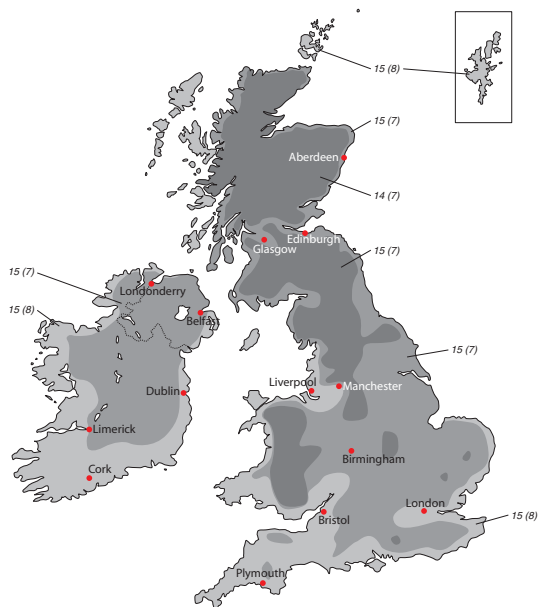 15 (8)
15 (7)
Aberdeen
14 (7)
Edinburgh
Glasgow
15 (7)
15 (7)
Londonderry
15 (8)
Belfast
15 (7)
Liverpool
Manchester
Dublin
Limerick
Birmingham
Cork
London
15 (8)
Bristol
Plymouth